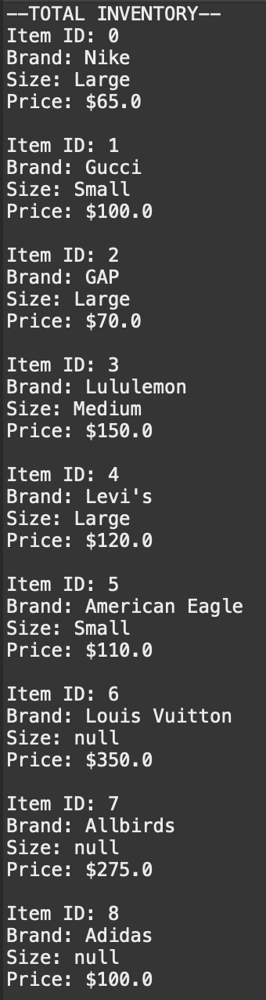 --TOTAL INVENTORY--
Item ID: 0
Brand: Nike
Size: Large
Price: $65.0

Item ID: 1
Brand: Gucci
Size: Small
Price: $100.0

Item ID: 2
Brand: GAP
Size: Large
Price: $70.0

Item ID: 3
Brand: Lululemon
Size: Medium
Price: $150.0

Item ID: 4
Brand: Levi's
Size: Large
Price: $120.0

Item ID: 5
Brand: American Eagle
Size: Small
Price: $110.0

Item ID: 6
Brand: Louis Vuitton
Size: null
Price: $350.0

Item ID: 7
Brand: Allbirds
Size: null
Price: $275.0

Item ID: 8
Brand: Adidas
Size: null
Price: $100.0